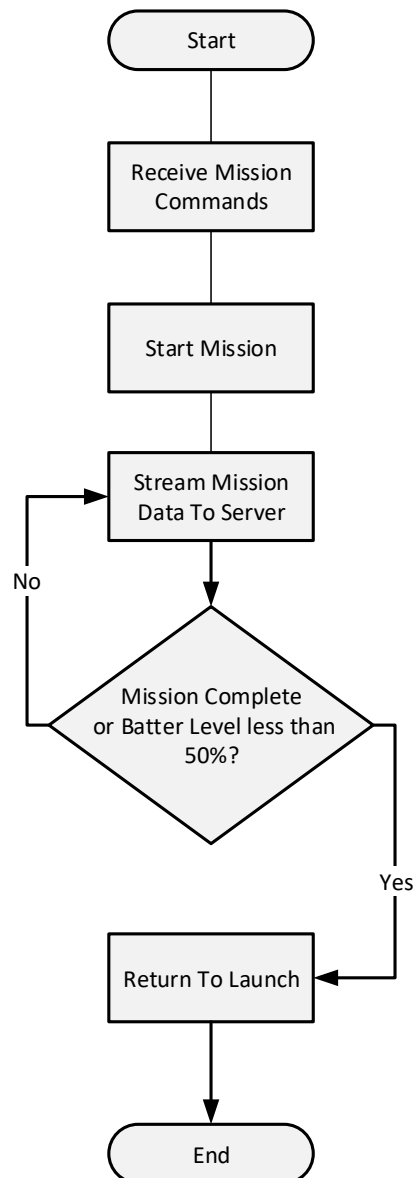 Start
Receive Mission
Commands
Start Mission
Stream Mission
Data To Server
No
Mission Complete
or Batter Level less than
50%?
Yes
Return To Launch
End